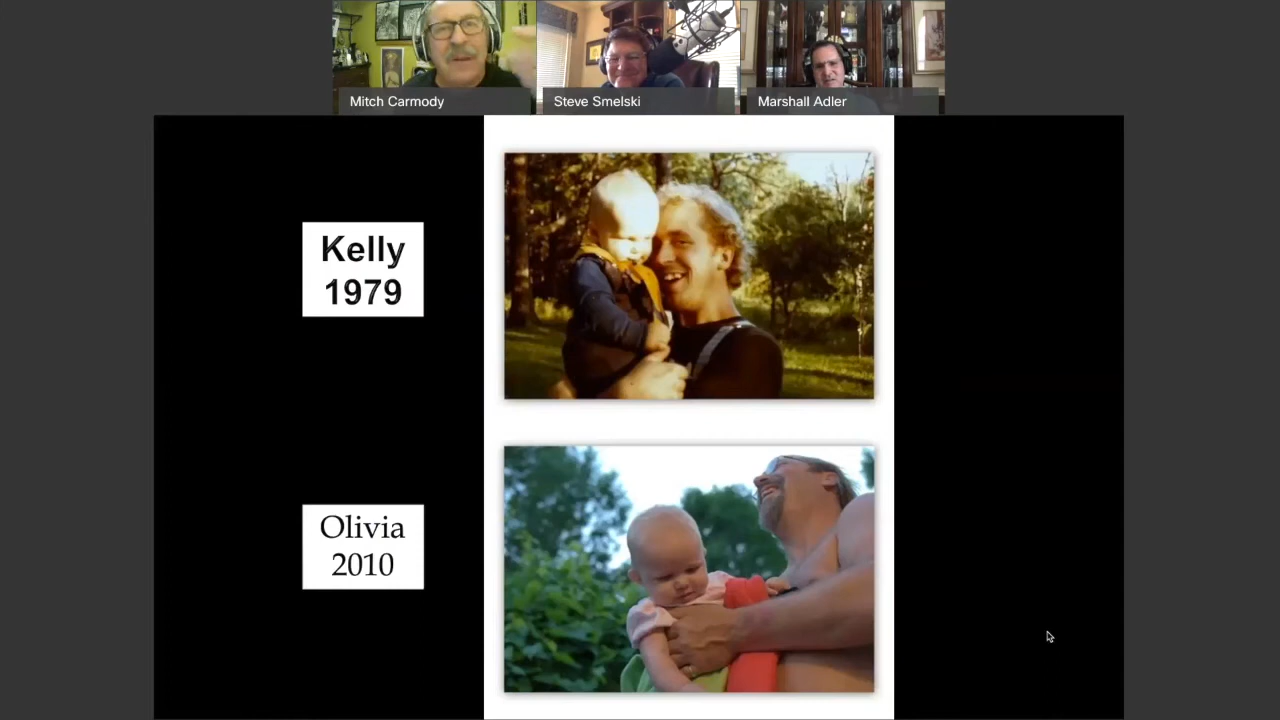 Mitch Carmody
Steve Smelski
Marshall Adler
Kelly
1979
Olivia
2010